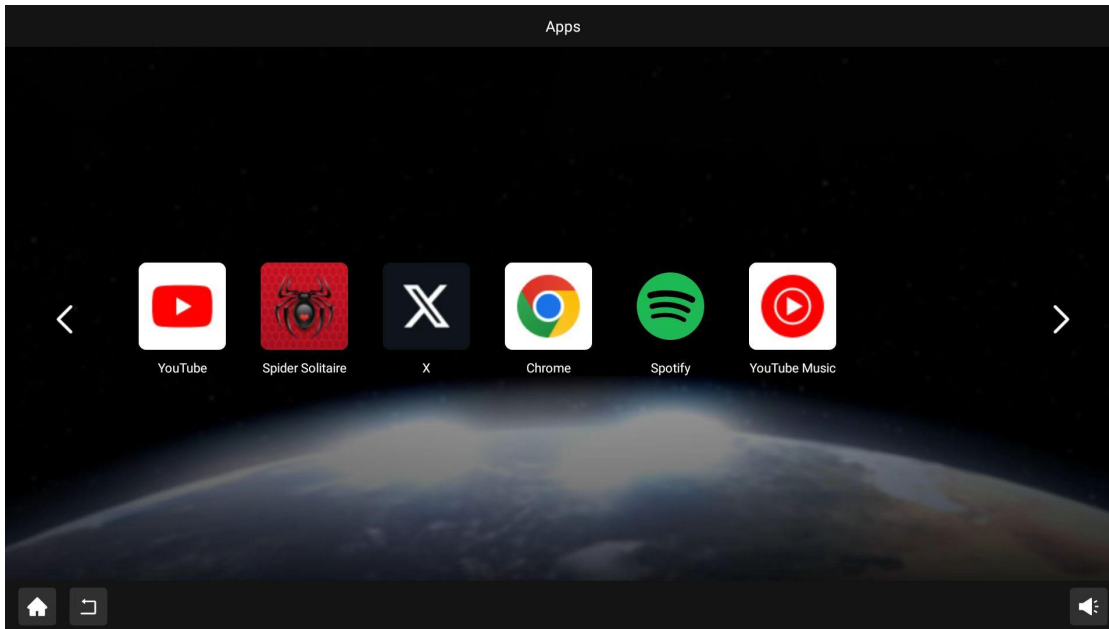 Apps
YouTube
Spider Solitaire
X
Chrome
Spotify
YouTube Music